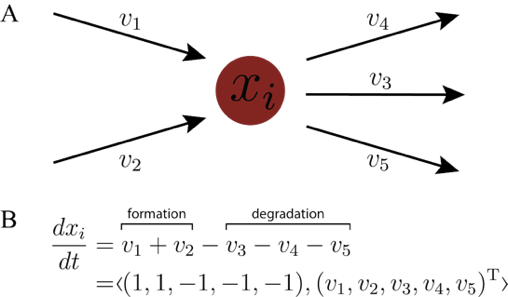 A
v₁
v₄
xᵢ
v₃
v₂
v₅
B
formation degradation
dxᵢ/dt = v₁ + v₂ − v₃ − v₄ − v₅
=‹(1, 1, −1, −1, −1), (v₁, v₂, v₃, v₄, v₅)ᵀ›